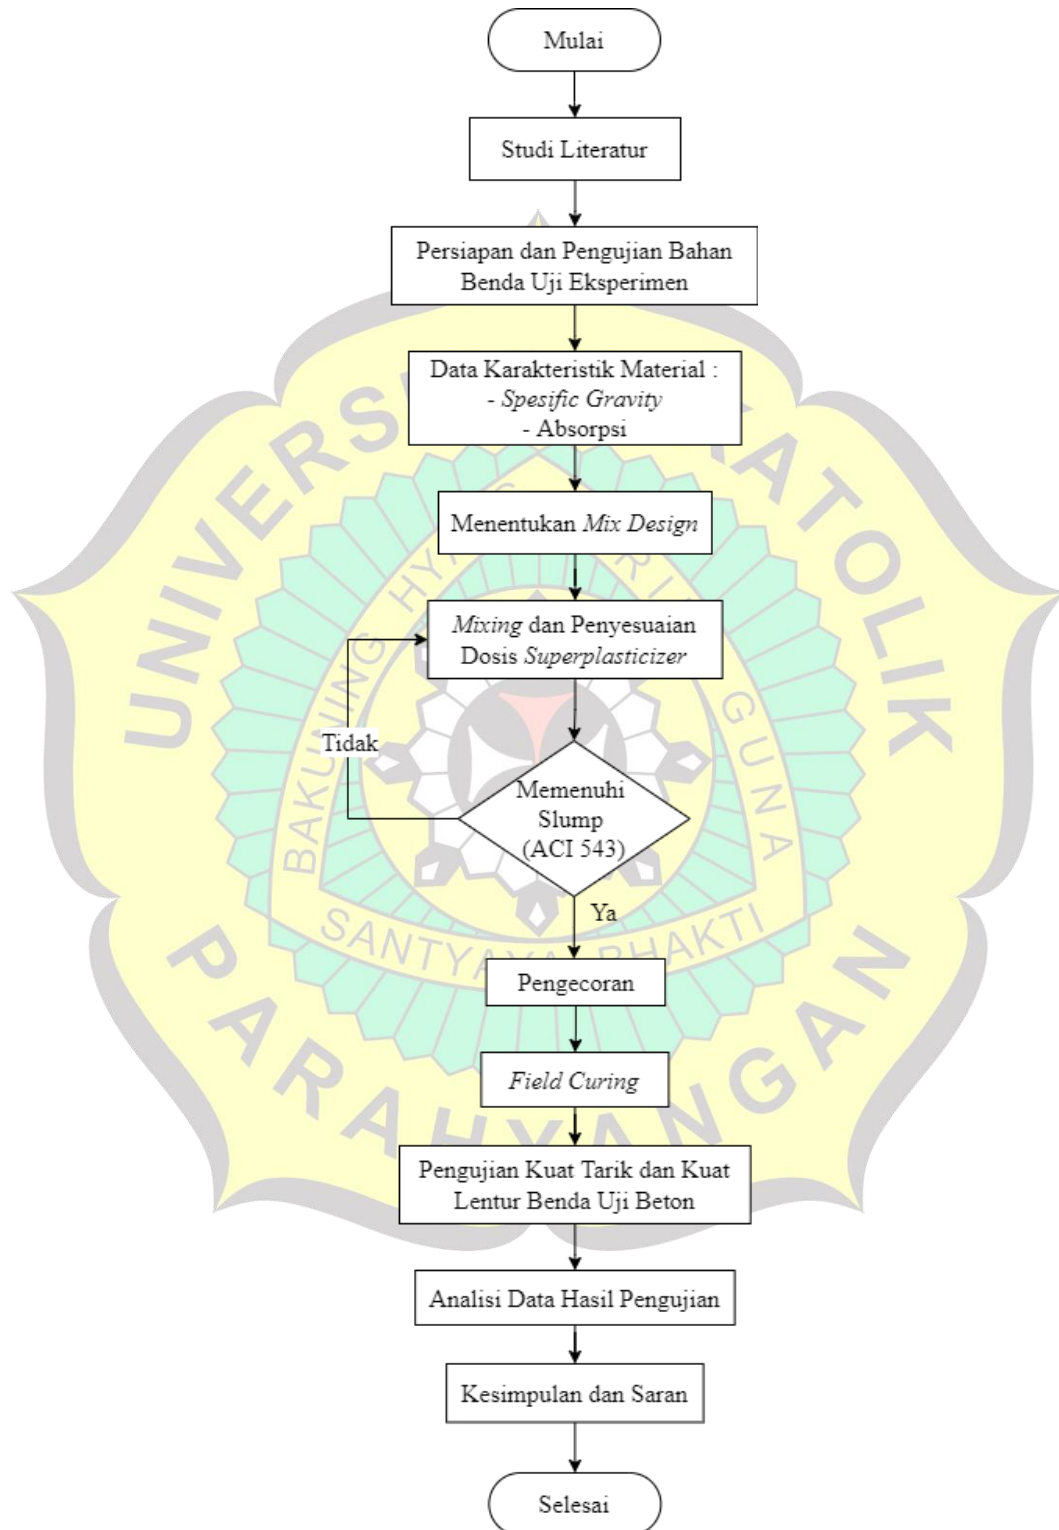 Mulai
Studi Literatur
Persiapan dan Pengujian Bahan
Benda Uji Eksperimen
Data Karakteristik Material :
- Spesific Gravity
- Absorpsi
Menentukan Mix Design
Mixing dan Penyesuaian
Dosis Superplasticizer
Tidak
Memenuhi
Slump
(ACI 543)
Ya
Pengecoran
Field Curing
Pengujian Kuat Tarik dan Kuat
Lentur Benda Uji Beton
Analisi Data Hasil Pengujian
Kesimpulan dan Saran
Selesai
KATOLIK
PARAHYANGAN
BAKUNING
GUNA
SANTYAYA BHAKTI